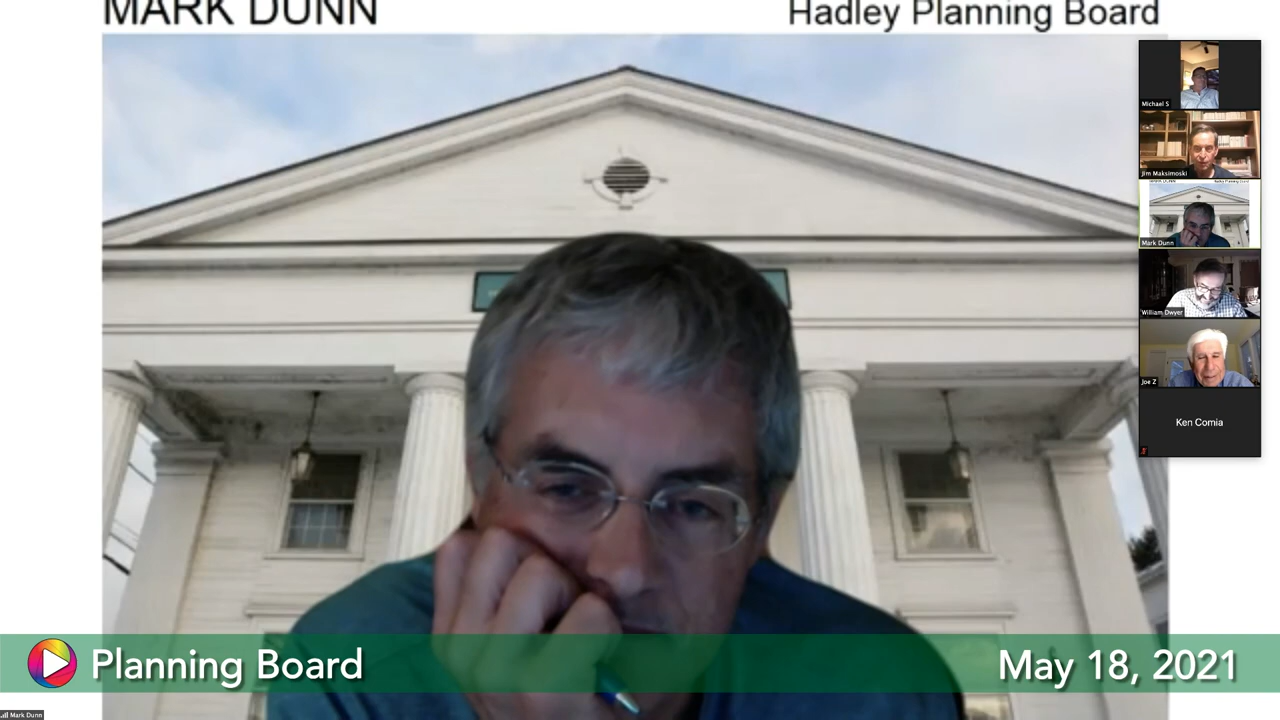 MARK DUNN
Hadley Planning Board
Michael S
Jim Maksimoski
Mark Dunn
William Dwyer
Joe Z
Ken Comia
Planning Board
May 18, 2021
Mark Dunn